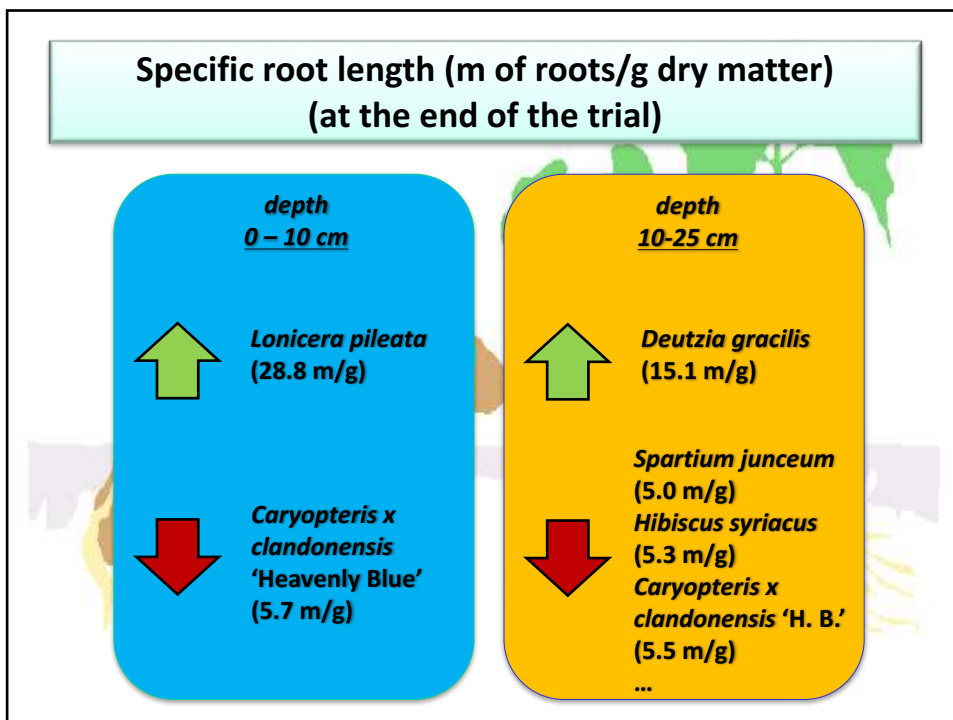 Specific root length (m of roots/g dry matter)
(at the end of the trial)
depth
0 – 10 cm
Lonicera pileata
(28.8 m/g)
Caryopteris x
clandonensis
‘Heavenly Blue’
(5.7 m/g)
depth
10-25 cm
Deutzia gracilis
(15.1 m/g)
Spartium junceum
(5.0 m/g)
Hibiscus syriacus
(5.3 m/g)
Caryopteris x
clandonensis ‘H. B.’
(5.5 m/g)
…